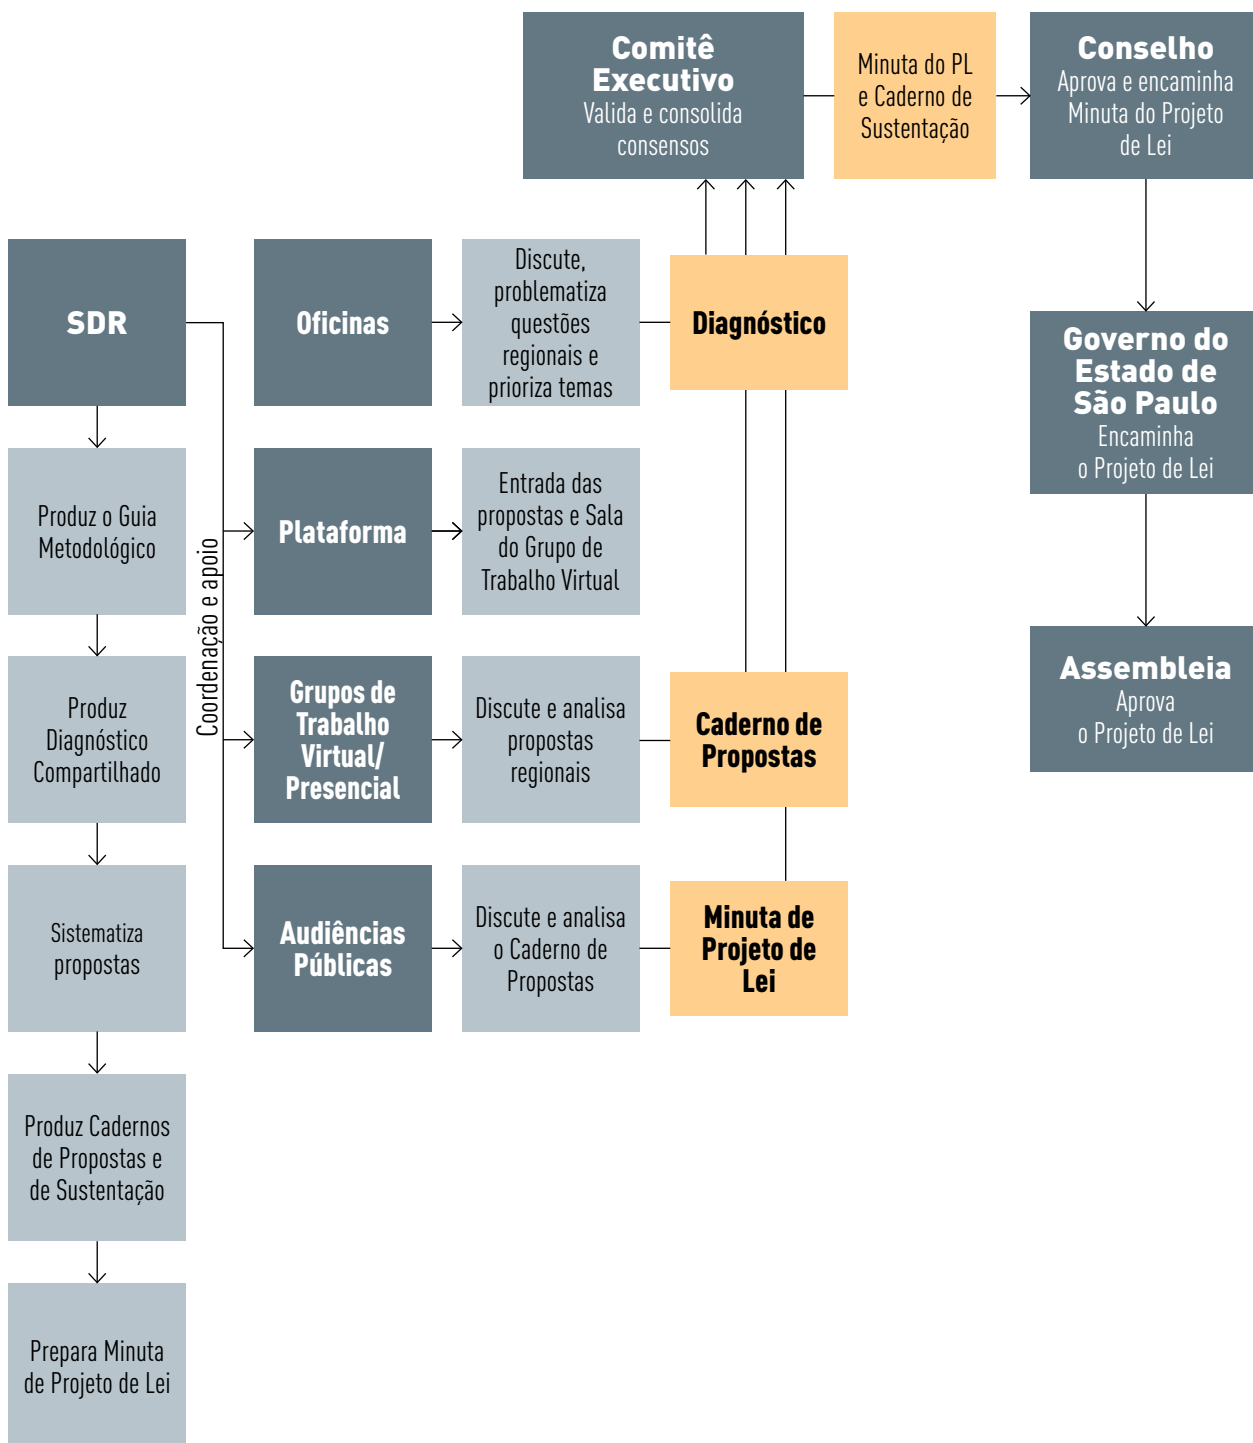 Comitê
Executivo
Valida e consolida
consensos
Minuta do PL
e Caderno de
Sustentação
Conselho
Aprova e encaminha
Minuta do Projeto
de Lei
SDR
Oficinas
Discute,
problematiza
questões
regionais e
prioriza temas
Diagnóstico
Governo do
Estado de
São Paulo
Encaminha
o Projeto de Lei
Produz o Guia
Metodológico
Coordenação e apoio
Plataforma
Entrada das
propostas e Sala
do Grupo de
Trabalho Virtual
Produz
Diagnóstico
Compartilhado
Grupos de
Trabalho
Virtual/
Presencial
Discute e analisa
propostas
regionais
Caderno de
Propostas
Assembleia
Aprova
o Projeto de Lei
Sistematiza
propostas
Audiências
Públicas
Discute e analisa
o Caderno de
Propostas
Minuta de
Projeto de
Lei
Produz Cadernos
de Propostas e
de Sustentação
Prepara Minuta
de Projeto de Lei